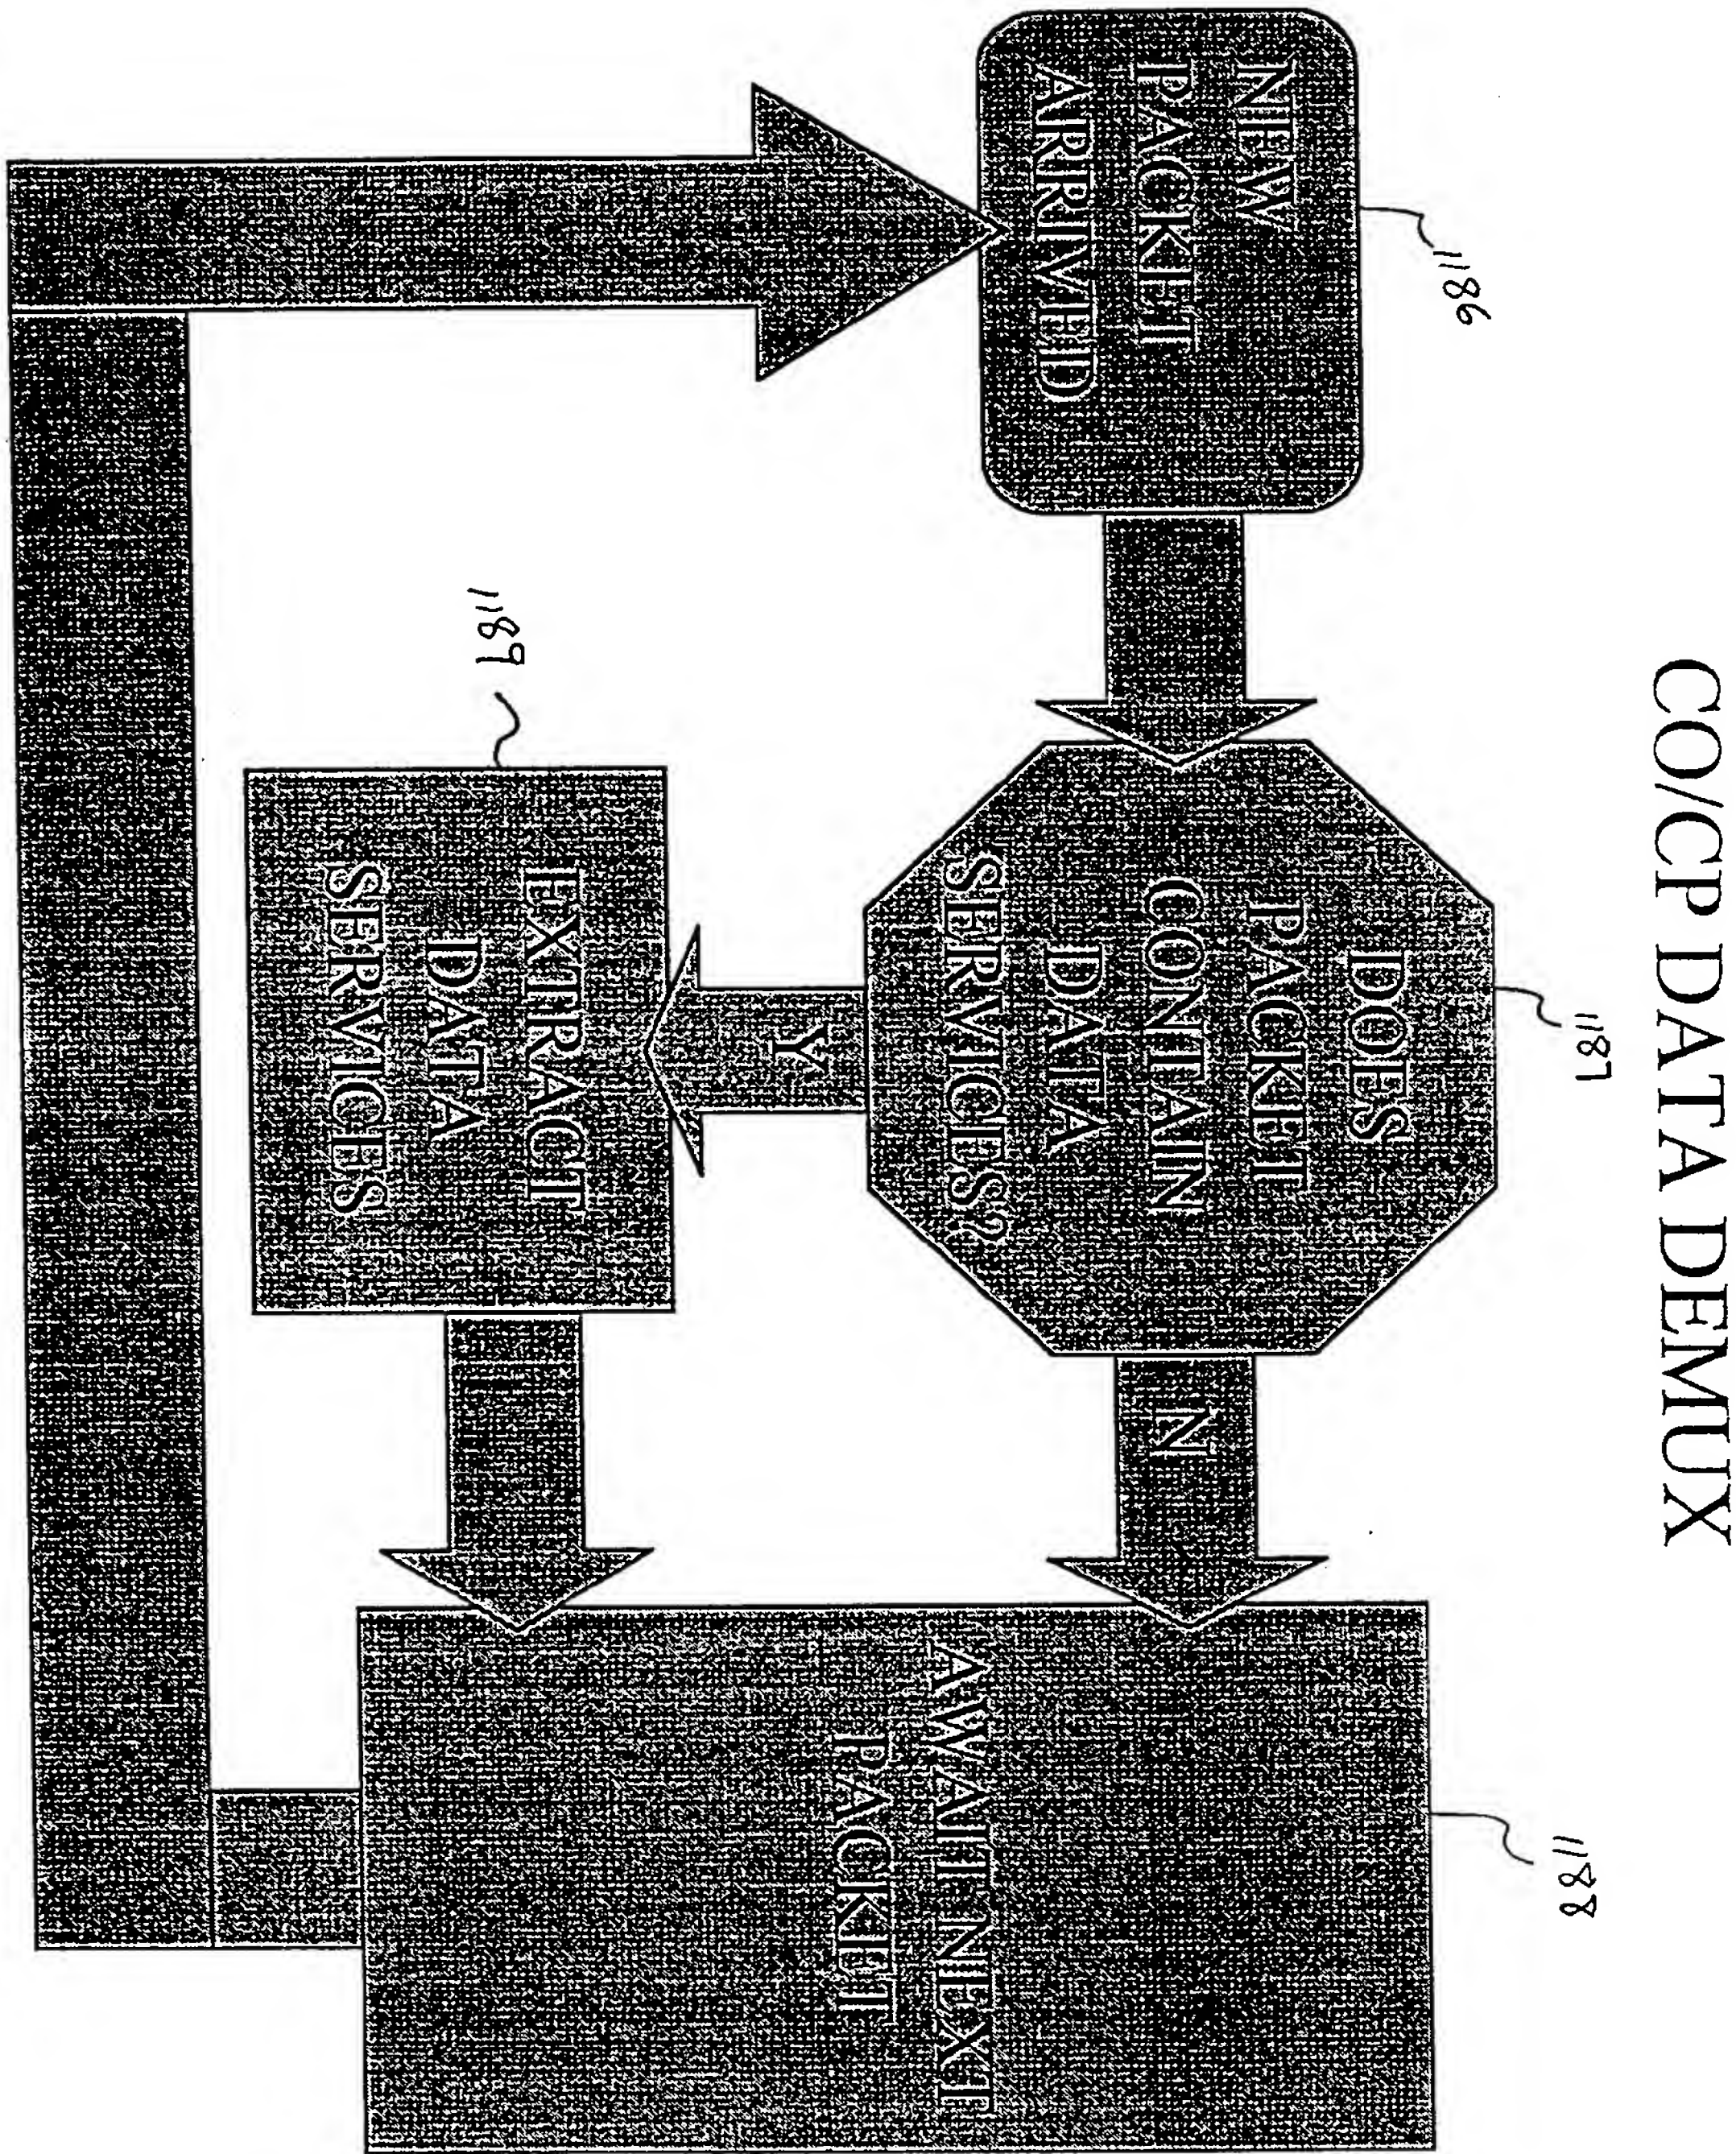 CO/CP DATA DEMUX
1186
NEW
PACKET
ARRIVED
1187
DOES
PACKET
CONTAIN
DATA
SERVICES?
N
1188
AWAIT NEXT
PACKET
Y
1189
EXTRACT
DATA
SERVICES